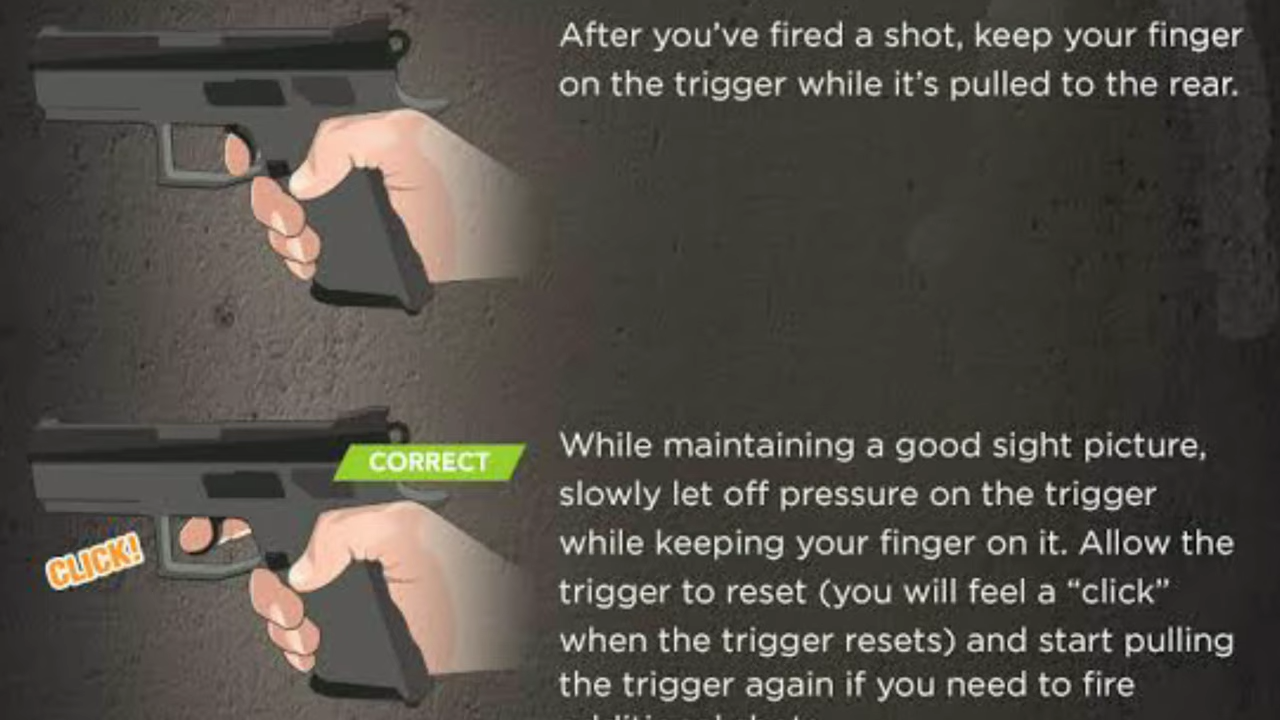 After you've fired a shot, keep your finger
on the trigger while it's pulled to the rear.
CORRECT
While maintaining a good sight picture,
slowly let off pressure on the trigger
while keeping your finger on it. Allow the
CLICK!
trigger to reset (you will feel a “click”
when the trigger resets) and start pulling
the trigger again if you need to fire